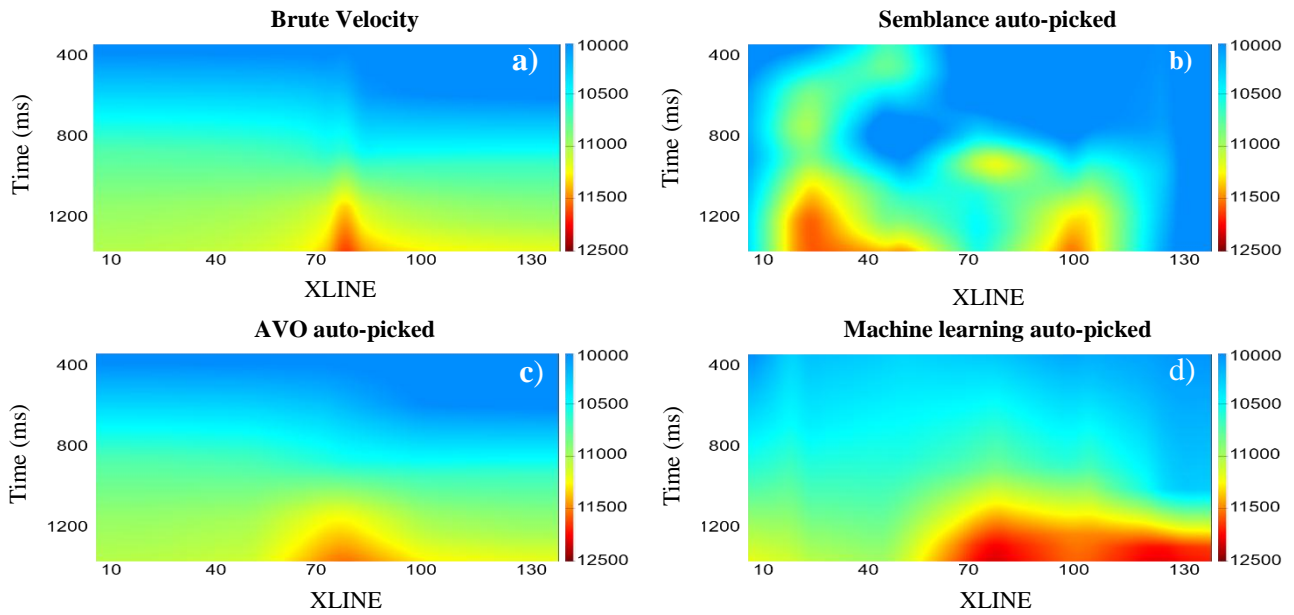 Brute Velocity
a)
400
800
1200
Time (ms)
10 40 70 100 130
XLINE
10000
10500
11000
11500
12500
Semblance auto-picked
b)
400
800
1200
Time (ms)
10 40 70 100 130
XLINE
10000
10500
11000
11500
12500
AVO auto-picked
c)
400
800
1200
Time (ms)
10 40 70 100 130
XLINE
10000
10500
11000
11500
12500
Machine learning auto-picked
d)
400
800
1200
Time (ms)
10 40 70 100 130
XLINE
10000
10500
11000
11500
12500